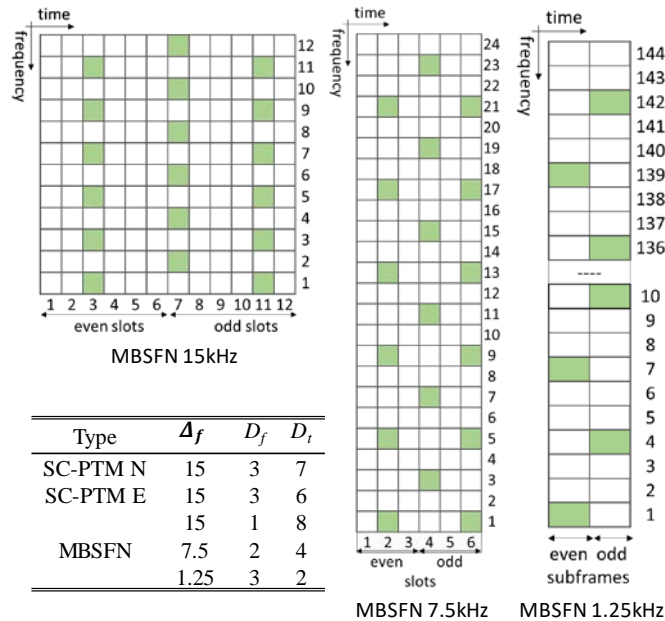 time
frequency
12
11
10
9
8
7
6
5
4
3
2
1
1 2 3 4 5 6 7 8 9 10 11 12
even slots odd slots
MBSFN 15kHz
Type Δf Df Dt
SC-PTM N 15 3 7
SC-PTM E 15 3 6
15 1 8
MBSFN 7.5 2 4
1.25 3 2
time
frequency
24
23
22
21
20
19
18
17
16
15
14
13
12
11
10
9
8
7
6
5
4
3
2
1
1 2 3 4 5 6
even odd
slots
MBSFN 7.5kHz
time
frequency
144
143
142
141
140
139
138
137
136
----
10
9
8
7
6
5
4
3
2
1
even odd
subframes
MBSFN 1.25kHz